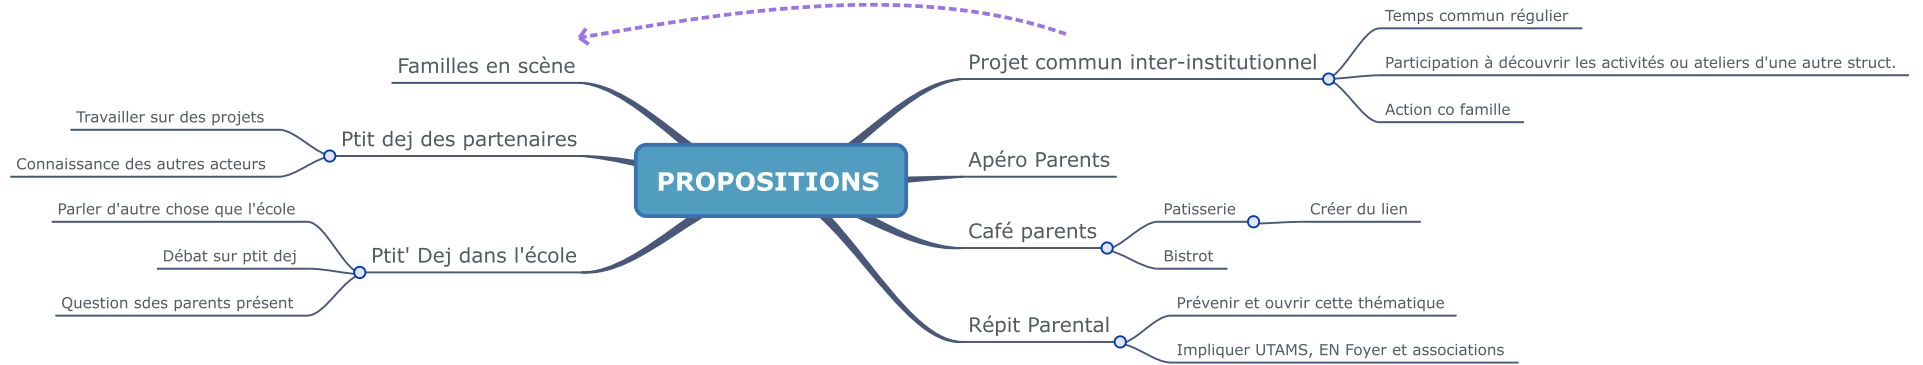 PROPOSITIONS
Projet commun inter-institutionnel
Temps commun régulier
Participation à découvrir les activités ou ateliers d'une autre struct.
Action co famille
Apéro Parents
Café parents
Patisserie
Créer du lien
Bistrot
Répit Parental
Prévenir et ouvrir cette thématique
Impliquer UTAMS, EN Foyer et associations
Familles en scène
Ptit dej des partenaires
Travailler sur des projets
Connaissance des autres acteurs
Ptit' Dej dans l'école
Parler d'autre chose que l'école
Débat sur ptit dej
Question sdes parents présent